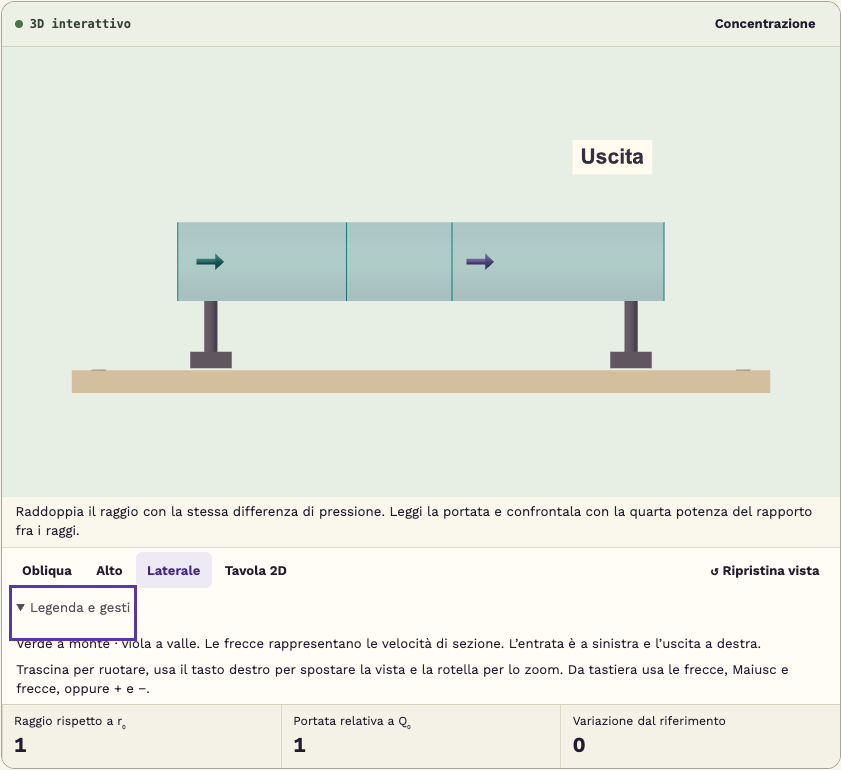 3D interattivo
Concentrazione
Uscita
Raddoppia il raggio con la stessa differenza di pressione. Leggi la portata e confrontala con la quarta potenza del rapporto
fra i raggi.
Obliqua Alto Laterale Tavola 2D ↺ Ripristina vista
▼ Legenda e gesti
Verde a monte · viola a valle. Le frecce rappresentano le velocità di sezione. L’entrata è a sinistra e l’uscita a destra.
Trascina per ruotare, usa il tasto destro per spostare la vista e la rotella per lo zoom. Da tastiera usa le frecce, Maiusc e
frecce, oppure + e −.
Raggio rispetto a r₀
1
Portata relativa a Q₀
1
Variazione dal riferimento
0